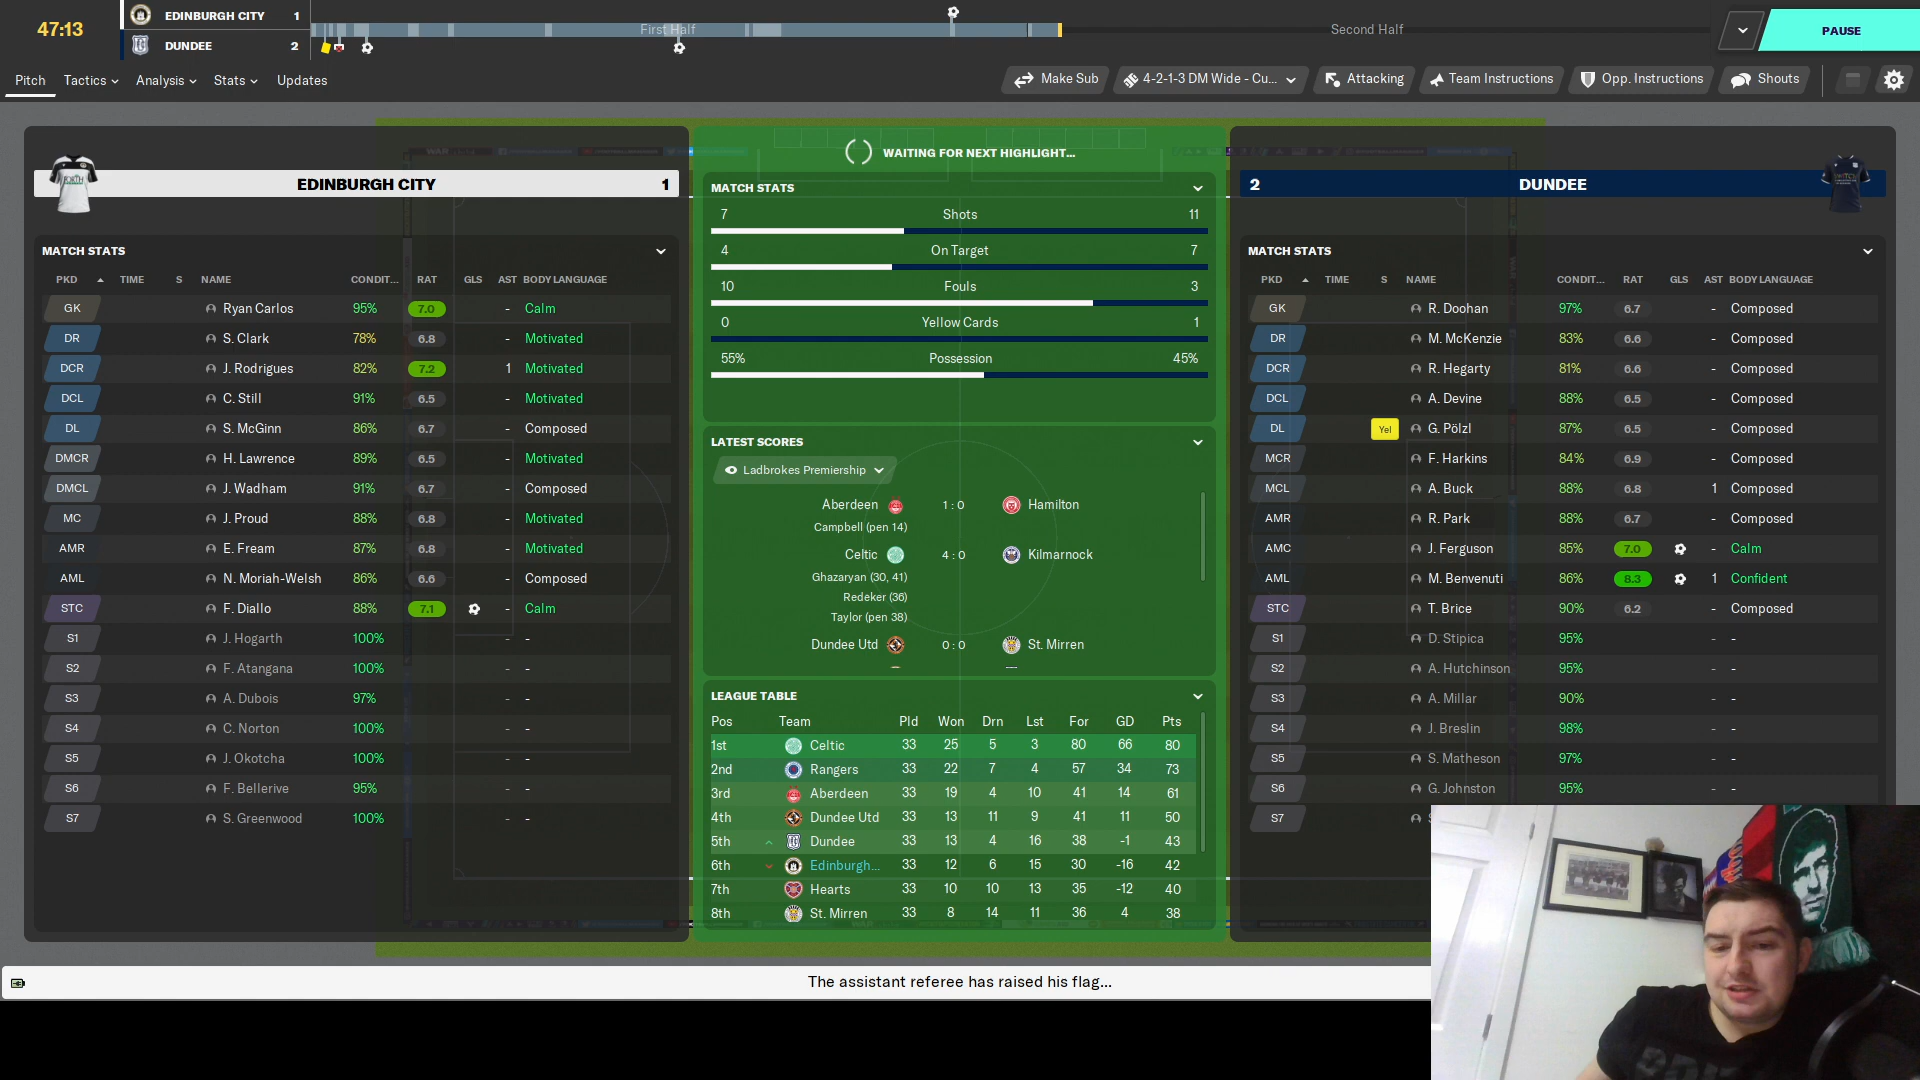 47:13
EDINBURGH CITY 1
DUNDEE 2
First Half
Second Half
PAUSE
Pitch
Tactics
Analysis
Stats
Updates
Make Sub
4-2-1-3 DM Wide - Cu...
Attacking
Team Instructions
Opp. Instructions
Shouts
EDINBURGH CITY 1
MATCH STATS
PKD TIME S NAME CONDIT... RAT GLS AST BODY LANGUAGE
GK Ryan Carlos 95% 7.0 - Calm
DR S. Clark 78% 6.8 - Motivated
DCR J. Rodrigues 82% 7.2 1 Motivated
DCL C. Still 91% 6.5 - Motivated
DL S. McGinn 86% 6.7 - Composed
DMCR H. Lawrence 89% 6.5 - Motivated
DMCL J. Wadham 91% 6.7 - Composed
MC J. Proud 88% 6.8 - Motivated
AMR E. Fream 87% 6.8 - Motivated
AML N. Moriah-Welsh 86% 6.6 - Composed
STC F. Diallo 88% 7.1 - Calm
S1 J. Hogarth 100% - -
S2 F. Atangana 100% - -
S3 A. Dubois 97% - -
S4 C. Norton 100% - -
S5 J. Okotcha 100% - -
S6 F. Bellerive 95% - -
S7 S. Greenwood 100% - -
WAITING FOR NEXT HIGHLIGHT...
MATCH STATS
7 Shots 11
4 On Target 7
10 Fouls 3
0 Yellow Cards 1
55% Possession 45%
LATEST SCORES
Ladbrokes Premiership
Aberdeen 1 : 0 Hamilton
Campbell (pen 14)
Celtic 4 : 0 Kilmarnock
Ghazaryan (30, 41)
Redeker (36)
Taylor (pen 38)
Dundee Utd 0 : 0 St. Mirren
LEAGUE TABLE
Pos Team Pld Won Drn Lst For GD Pts
1st Celtic 33 25 5 3 80 66 80
2nd Rangers 33 22 7 4 57 34 73
3rd Aberdeen 33 19 4 10 41 14 61
4th Dundee Utd 33 13 11 9 41 11 50
5th Dundee 33 13 4 16 38 -1 43
6th Edinburgh... 33 12 6 15 30 -16 42
7th Hearts 33 10 10 13 35 -12 40
8th St. Mirren 33 8 14 11 36 4 38
2 DUNDEE
MATCH STATS
PKD TIME S NAME CONDIT... RAT GLS AST BODY LANGUAGE
GK R. Doohan 97% 6.7 - Composed
DR M. McKenzie 83% 6.6 - Composed
DCR R. Hegarty 81% 6.6 - Composed
DCL A. Devine 88% 6.5 - Composed
DL Yel G. Pölzl 87% 6.5 - Composed
MCR F. Harkins 84% 6.9 - Composed
MCL A. Buck 88% 6.8 1 Composed
AMR R. Park 88% 6.7 - Composed
AMC J. Ferguson 85% 7.0 - Calm
AML M. Benvenuti 86% 8.3 1 Confident
STC T. Brice 90% 6.2 - Composed
S1 D. Stipica 95% - -
S2 A. Hutchinson 95% - -
S3 A. Millar 90% - -
S4 J. Breslin 98% - -
S5 S. Matheson 97% - -
S6 G. Johnston 95% - -
S7
The assistant referee has raised his flag...